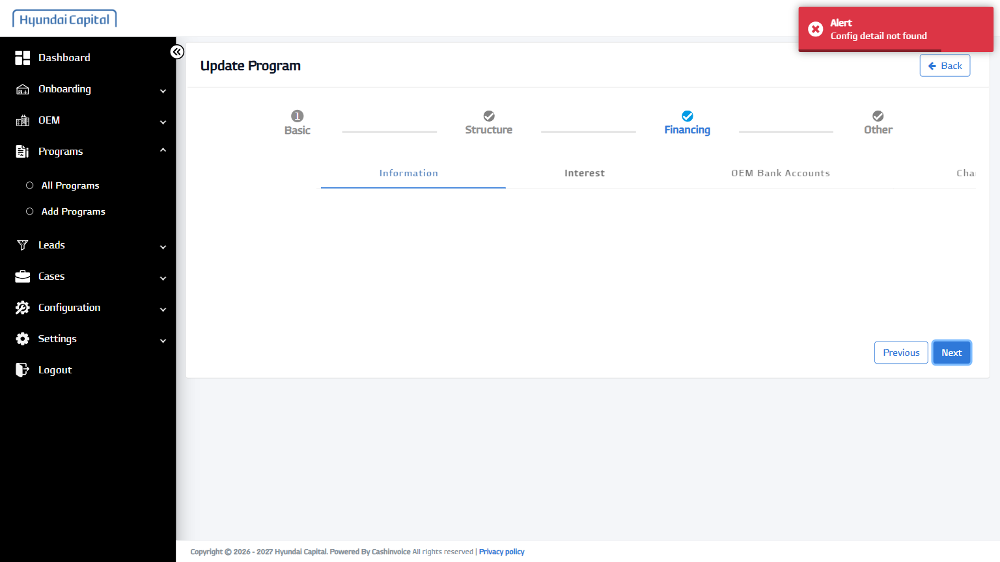 Hyundai Capital
Alert
Config detail not found
Dashboard
Onboarding
OEM
Programs
All Programs
Add Programs
Leads
Cases
Configuration
Settings
Logout
Update Program
Back
1
Basic
Structure
Financing
Other
Information
Interest
OEM Bank Accounts
Cha
Previous
Next
Copyright © 2026 - 2027 Hyundai Capital. Powered By Cashinvoice All rights reserved | Privacy policy